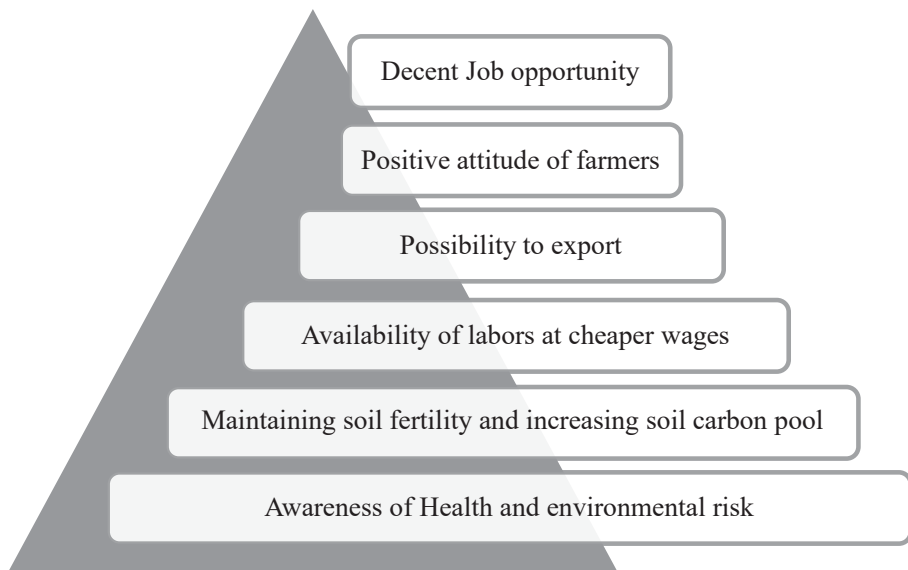 Decent Job opportunity
Positive attitude of farmers
Possibility to export
Availability of labors at cheaper wages
Maintaining soil fertility and increasing soil carbon pool
Awareness of Health and environmental risk